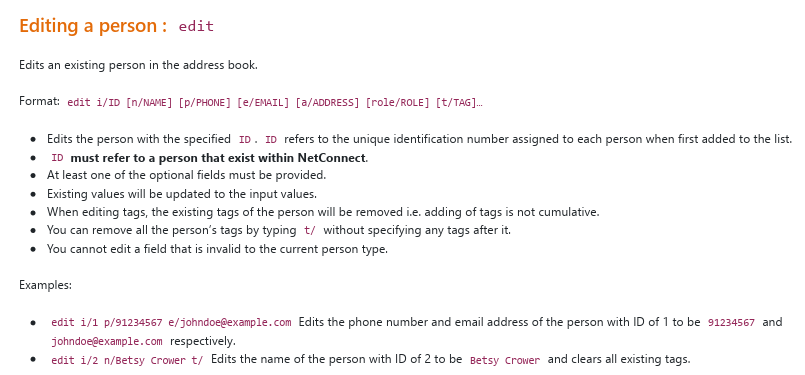 Editing a person : edit
Edits an existing person in the address book.
Format: edit i/ID [n/NAME] [p/PHONE] [e/EMAIL] [a/ADDRESS] [role/ROLE] [t/TAG]…
• Edits the person with the specified ID. ID refers to the unique identification number assigned to each person when first added to the list.
• ID must refer to a person that exist within NetConnect.
• At least one of the optional fields must be provided.
• Existing values will be updated to the input values.
• When editing tags, the existing tags of the person will be removed i.e. adding of tags is not cumulative.
• You can remove all the person's tags by typing t/ without specifying any tags after it.
• You cannot edit a field that is invalid to the current person type.
Examples:
• edit i/1 p/91234567 e/johndoe@example.com Edits the phone number and email address of the person with ID of 1 to be 91234567 and
johndoe@example.com respectively.
• edit i/2 n/Betsy Crower t/ Edits the name of the person with ID of 2 to be Betsy Crower and clears all existing tags.